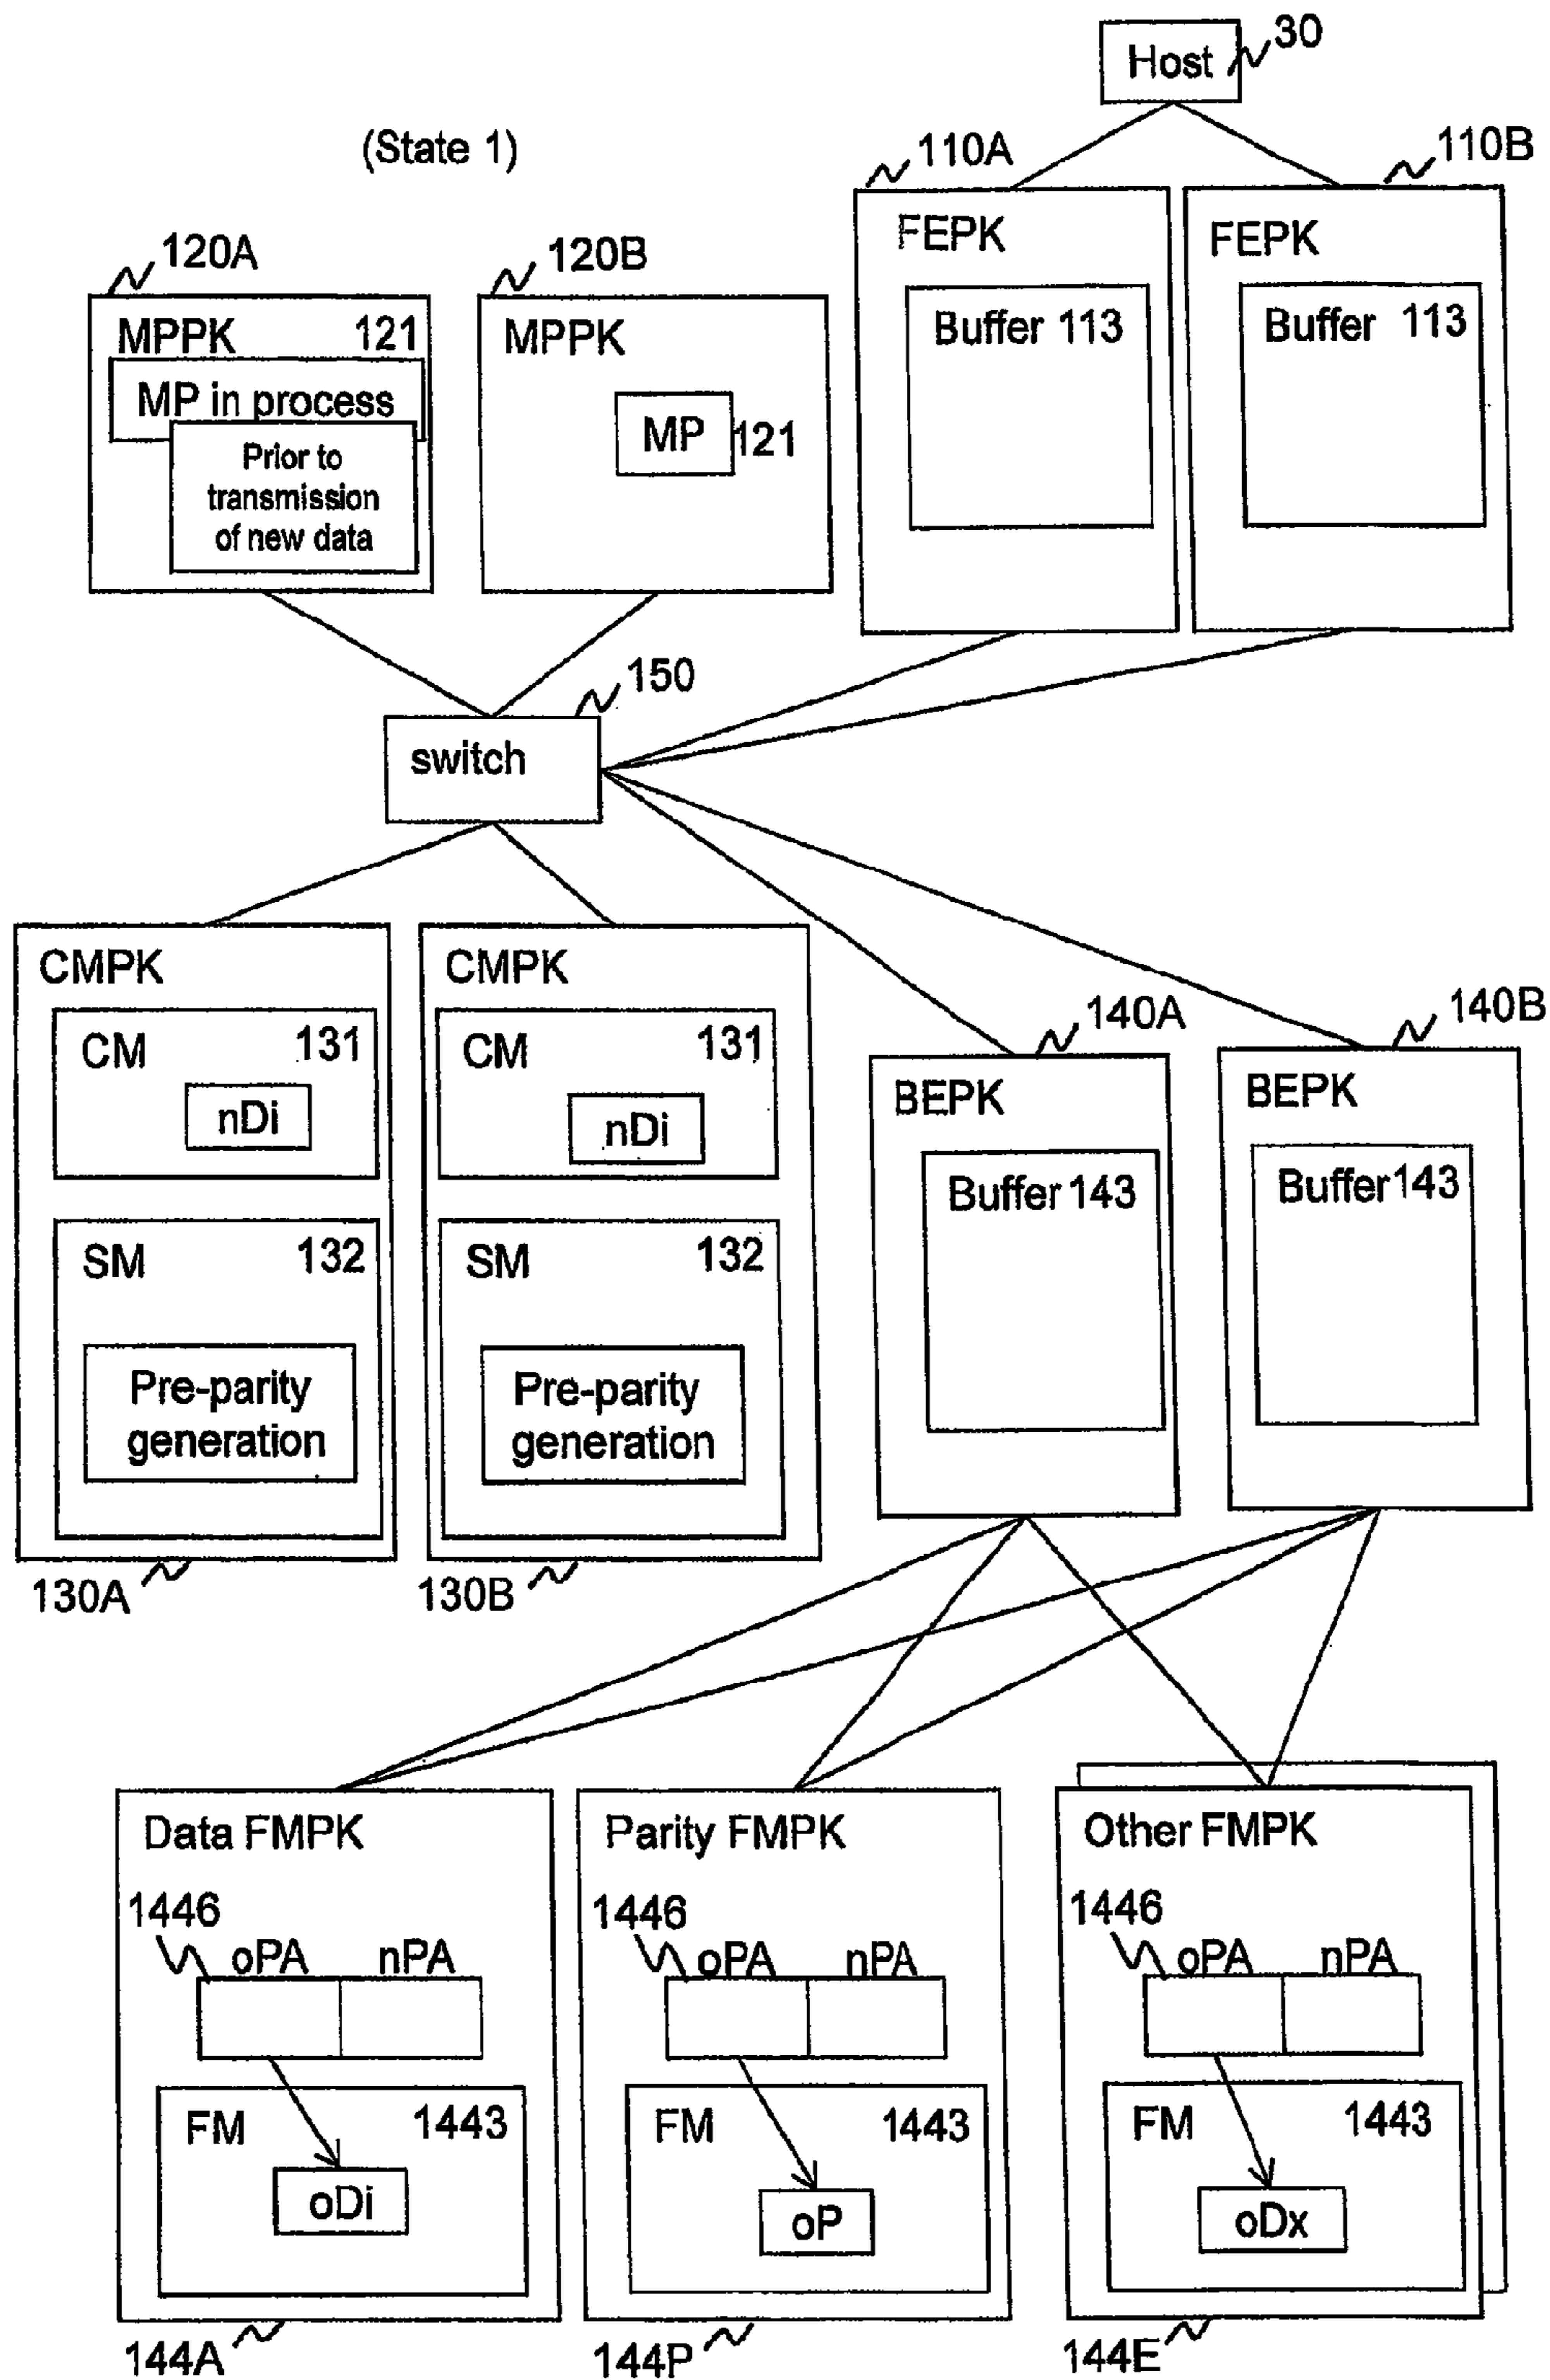 Host 30
(State 1)
110A
110B
FEPK
FEPK
Buffer 113
Buffer 113
120A
120B
MPPK 121
MP in process
Prior to
transmission
of new data
MPPK
MP 121
150
switch
CMPK
CM 131
nDi
SM 132
Pre-parity
generation
130A
CMPK
CM 131
nDi
SM 132
Pre-parity
generation
130B
140A
BEPK
Buffer 143
140B
BEPK
Buffer 143
Data FMPK
1446
oPA nPA
FM 1443
oDi
144A
Parity FMPK
1446
oPA nPA
FM 1443
oP
144P
Other FMPK
1446
oPA nPA
FM 1443
oDx
144E